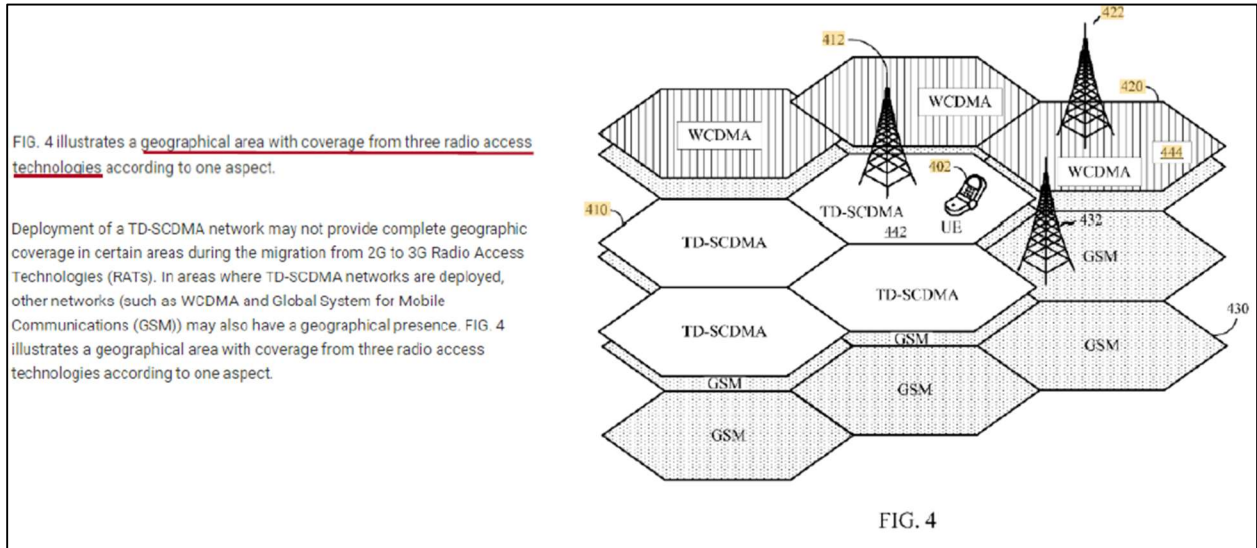 FIG. 4 illustrates a geographical area with coverage from three radio access
technologies according to one aspect.
Deployment of a TD-SCDMA network may not provide complete geographic
coverage in certain areas during the migration from 2G to 3G Radio Access
Technologies (RATs). In areas where TD-SCDMA networks are deployed,
other networks (such as WCDMA and Global System for Mobile
Communications (GSM)) may also have a geographical presence. FIG. 4
illustrates a geographical area with coverage from three radio access
technologies according to one aspect.
422
412
420
WCDMA
WCDMA
444
WCDMA
402
410
TD-SCDMA
442
UE
432
TD-SCDMA
GSM
TD-SCDMA
TD-SCDMA
430
GSM
GSM
GSM
GSM
GSM
FIG. 4